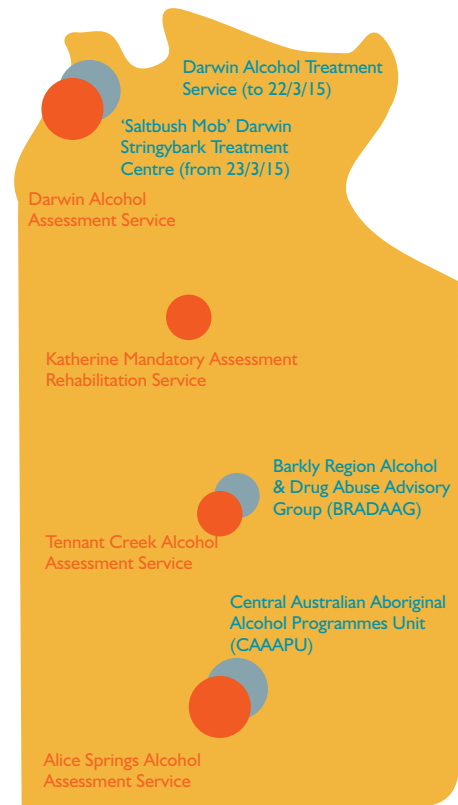 Darwin Alcohol Treatment
Service (to 22/3/15)
‘Saltbush Mob’ Darwin
Stringybark Treatment
Centre (from 23/3/15)
Darwin Alcohol
Assessment Service
Katherine Mandatory Assessment
Rehabilitation Service
Barkly Region Alcohol
& Drug Abuse Advisory
Group (BRADAAG)
Tennant Creek Alcohol
Assessment Service
Central Australian Aboriginal
Alcohol Programmes Unit
(CAAAPU)
Alice Springs Alcohol
Assessment Service